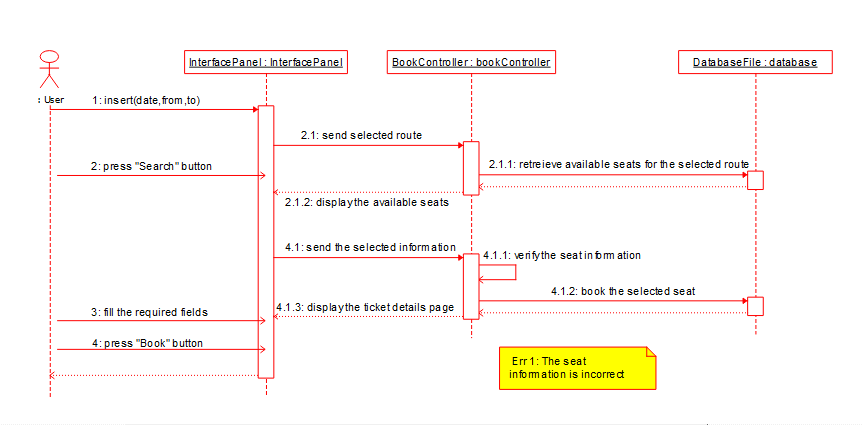 InterfacePanel : InterfacePanel
BookController : bookController
DatabaseFile : database
: User
1: insert(date,from,to)
2.1: send selected route
2: press "Search" button
2.1.1: retreieve available seats for the selected route
2.1.2: display the available seats
4.1: send the selected information
4.1.1: verify the seat information
4.1.2: book the selected seat
4.1.3: display the ticket details page
3: fill the required fields
4: press "Book" button
Err 1: The seat
information is incorrect